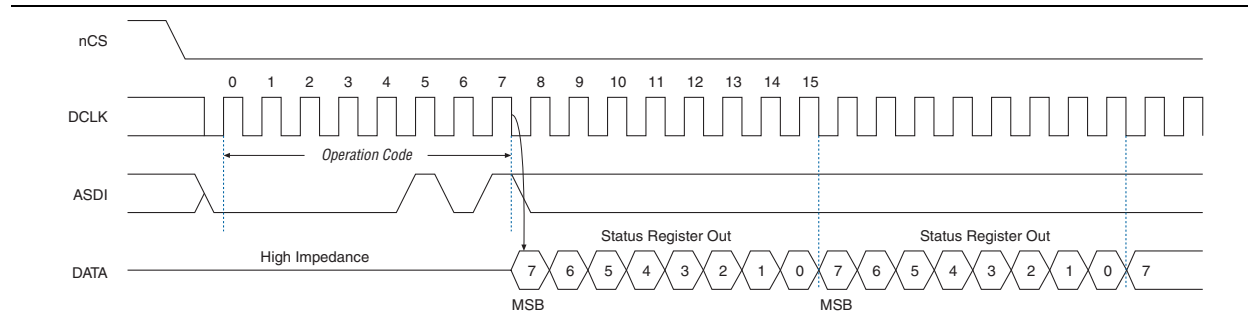 nCS
0 1 2 3 4 5 6 7 8 9 10 11 12 13 14 15
DCLK
Operation Code
ASDI
Status Register Out Status Register Out
High Impedance
DATA 7 6 5 4 3 2 1 0 7 6 5 4 3 2 1 0 7
MSB MSB